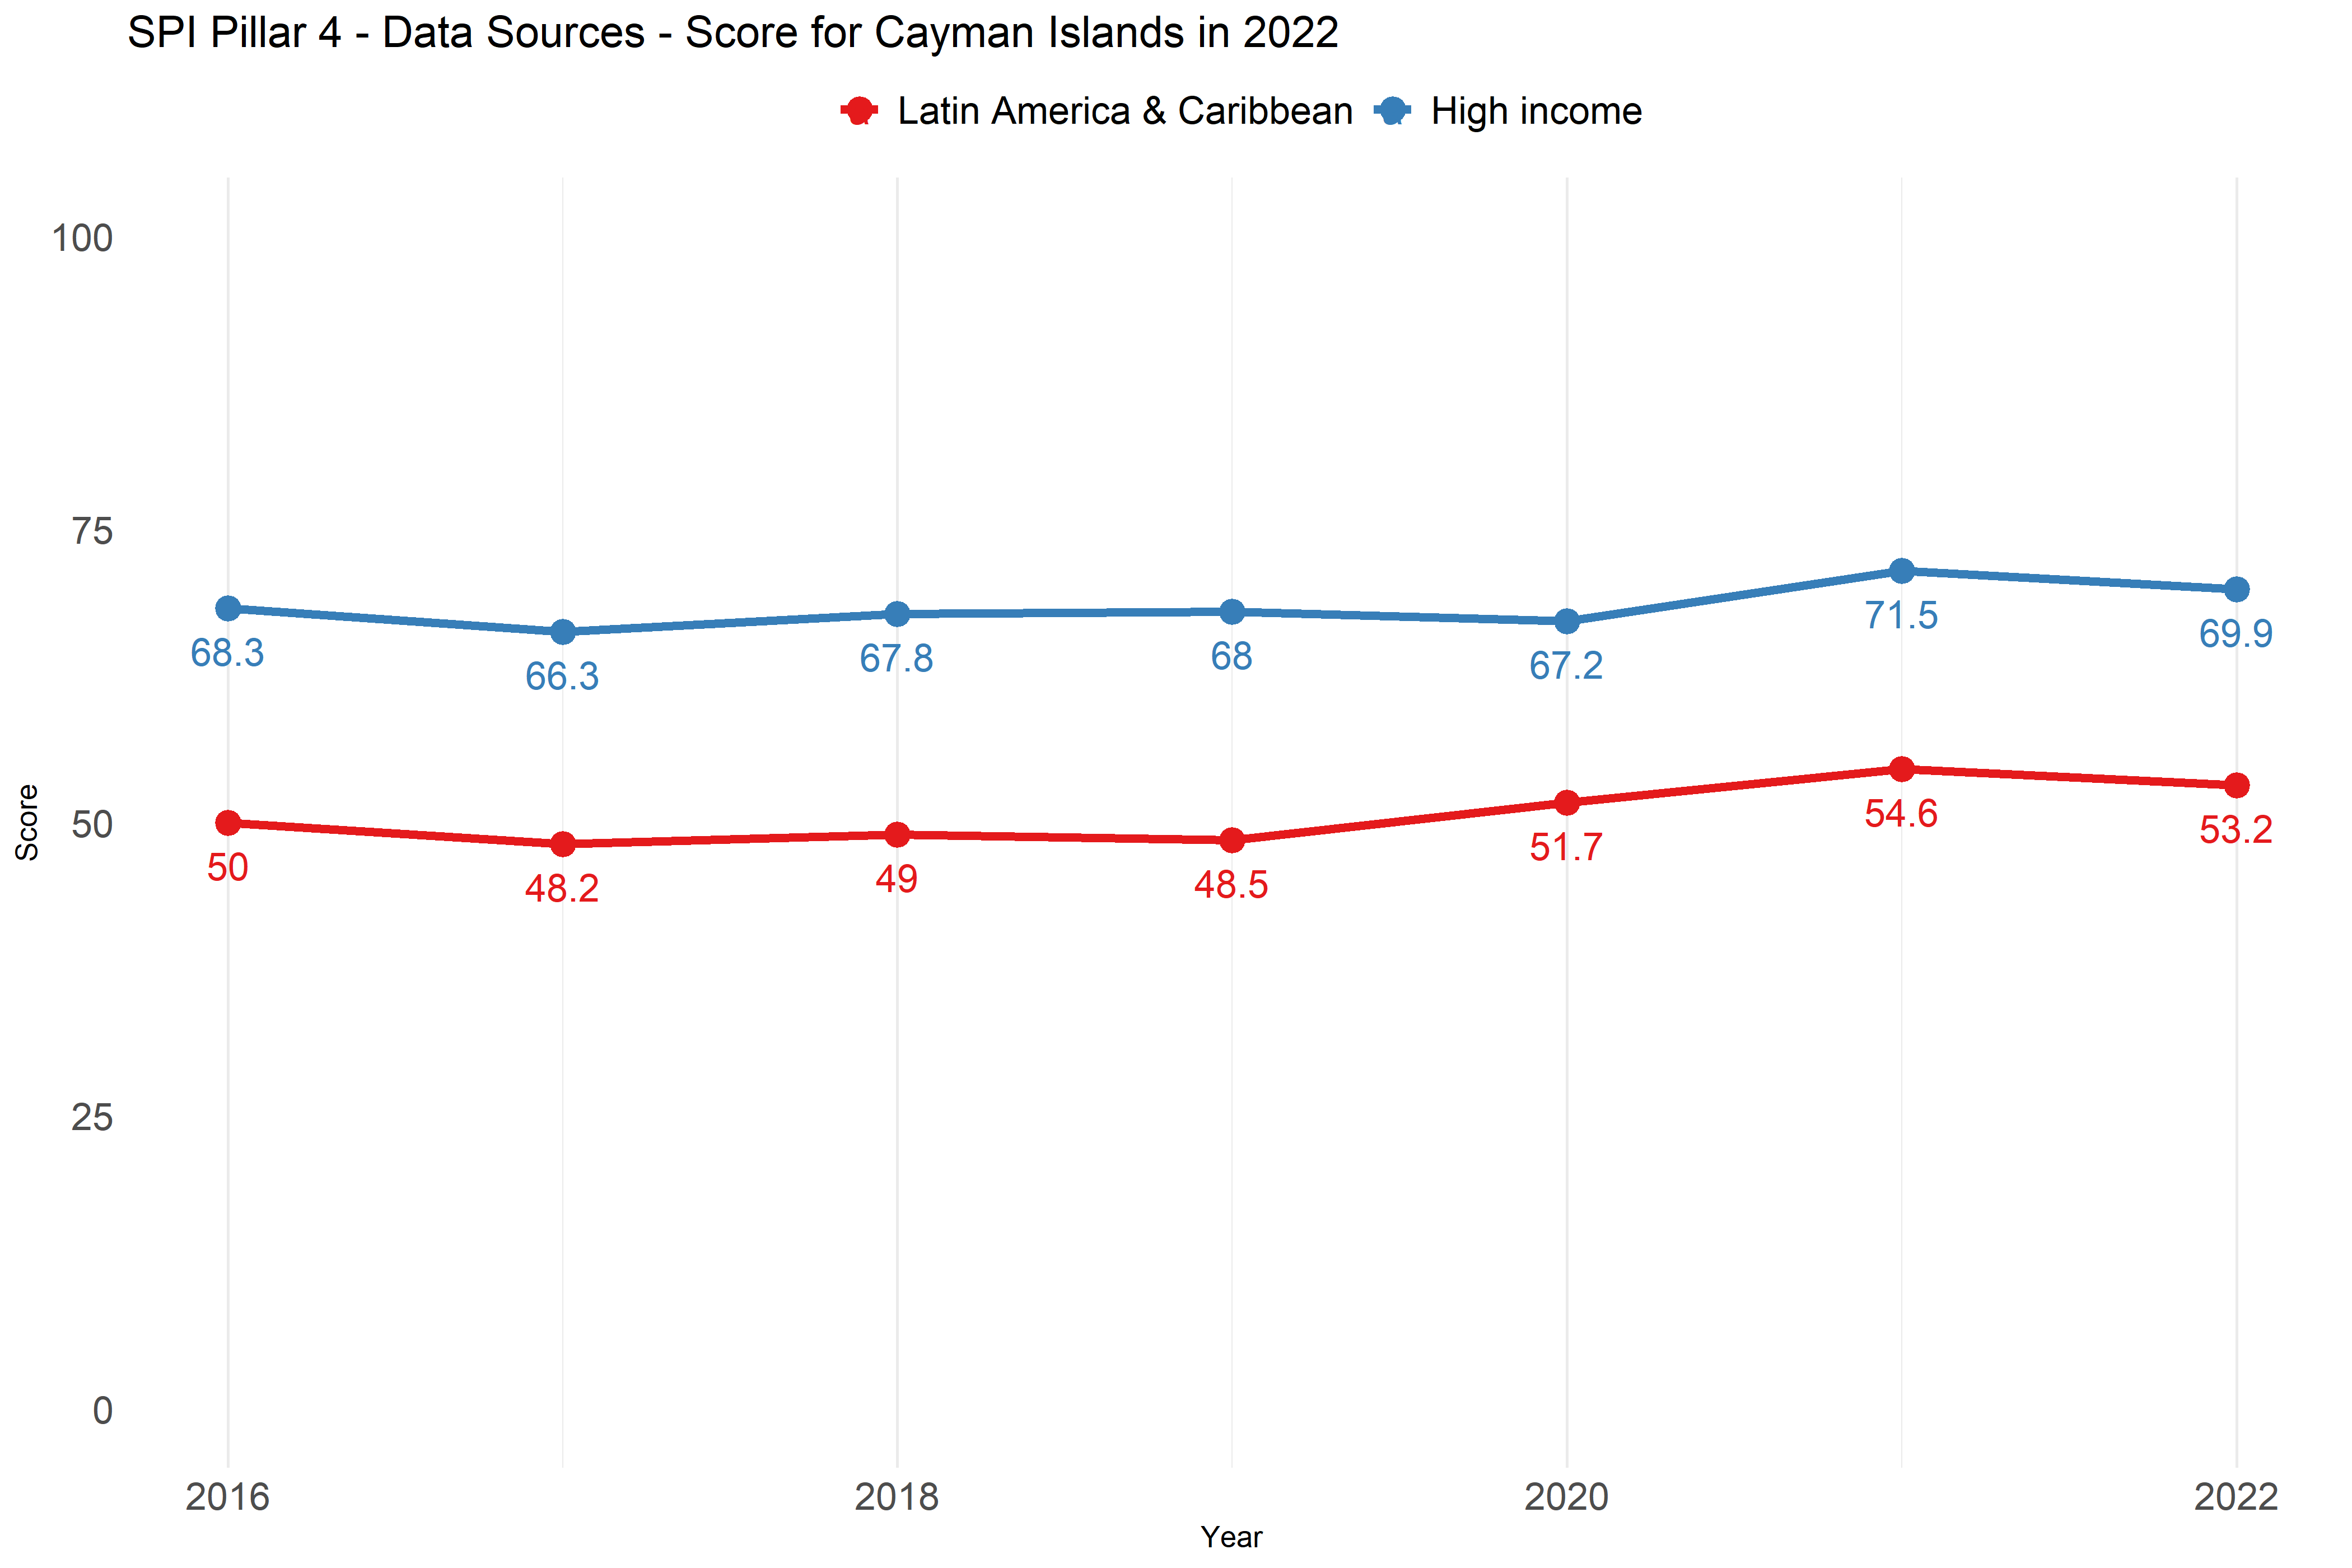 SPI Pillar 4 - Data Sources - Score for Cayman Islands in 2022
Latin America & Caribbean High income
100
75
50
25
0
Score
68.3 66.3 67.8 68 67.2 71.5 69.9
50 48.2 49 48.5 51.7 54.6 53.2
2016 2018 2020 2022
Year